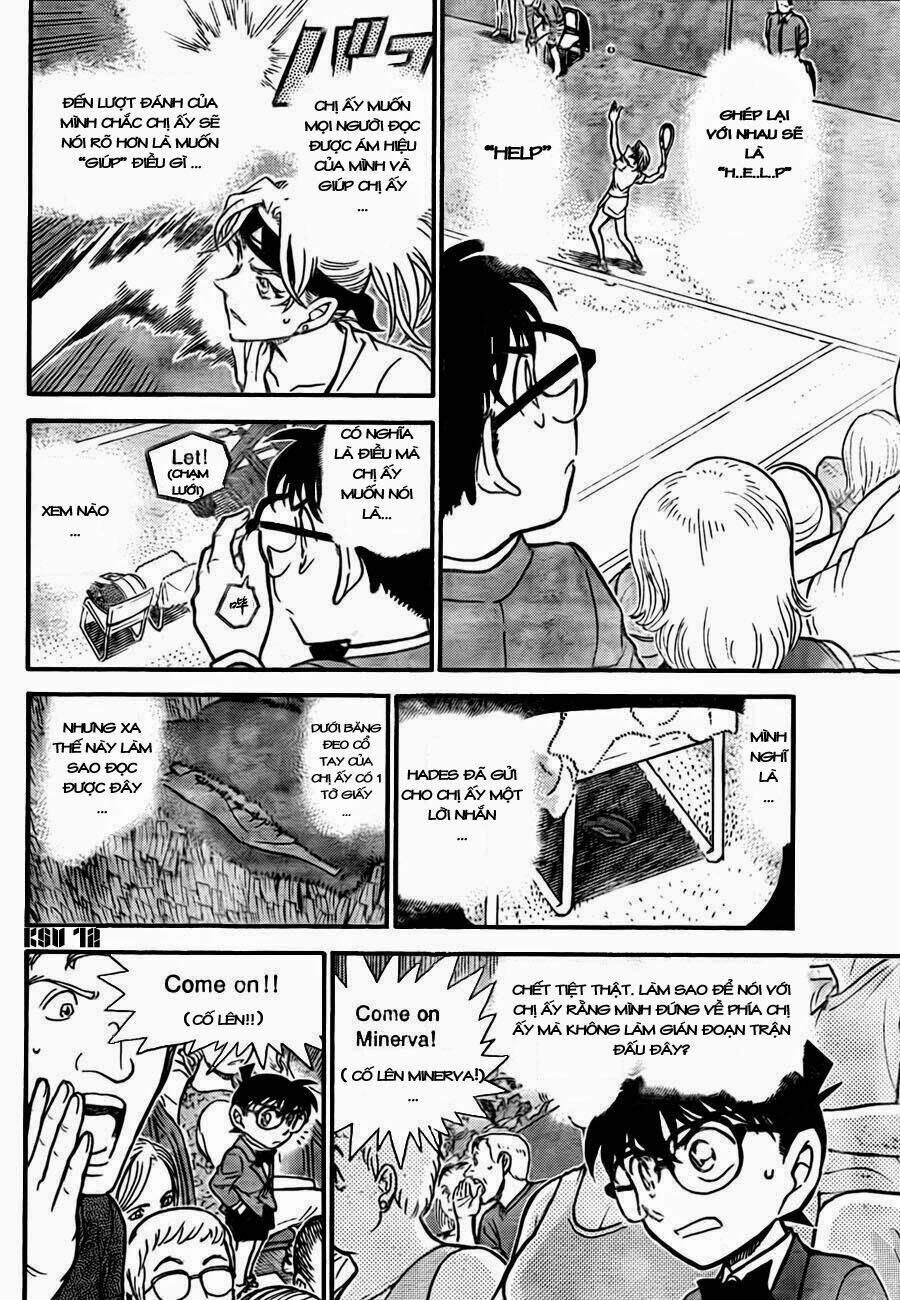 ĐẾN LƯỢT ĐÁNH CỦA
MÌNH CHẮC CHỊ ẤY SẼ
NÓI RÕ HƠN LÀ MUỐN
"GIÚP" ĐIỀU GÌ ...
CHỊ ẤY MUỐN
MỌI NGƯỜI ĐỌC
ĐƯỢC ÁM HIỆU
CỦA MÌNH VÀ
GIÚP CHỊ ẤY
...
"HELP"
GHÉP LẠI
VỚI NHAU SẼ
LÀ
"H..E..L..P"
XEM NÀO
...
Let!
(CHẠM
LƯỚI)
CÓ NGHĨA
LÀ ĐIỀU MÀ
CHỊ ẤY
MUỐN NÓI
LÀ...
NHƯNG XA
THẾ NÀY LÀM
SAO ĐỌC
ĐƯỢC ĐÂY
...
DƯỚI BĂNG
ĐEO CỔ
TAY CỦA
CHỊ ẤY CÓ 1
TỜ GIẤY
...
HADES ĐÃ GỬI
CHO CHỊ ẤY MỘT
LỜI NHẮN
...
MÌNH
NGHĨ
LÀ
...
KSV 72
Come on!!
(CỐ LÊN!!)
Come on
Minerva!
(CỐ LÊN MINERVA!)
...
CHẾT TIỆT THẬT. LÀM SAO ĐỂ NÓI VỚI
CHỊ ẤY RẰNG MÌNH ĐỨNG VỀ PHÍA CHỊ
ẤY MÀ KHÔNG LÀM GIÁN ĐOẠN TRẬN
ĐẤU ĐÂY?